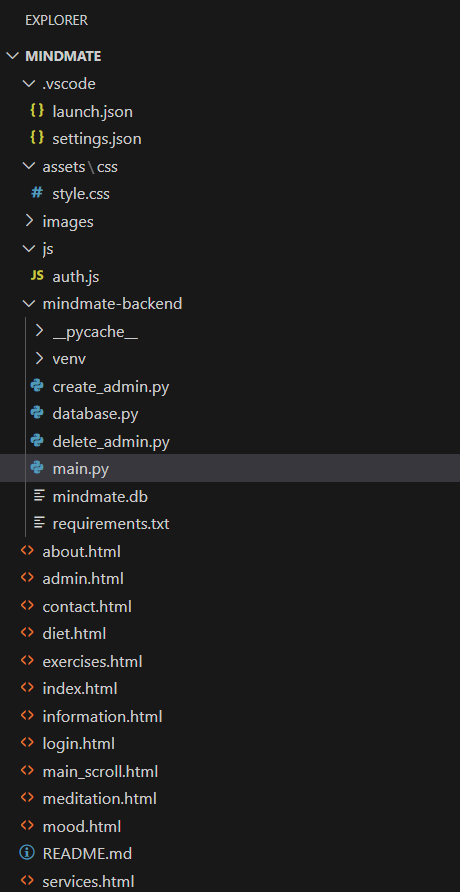 EXPLORER
MINDMATE
.vscode
{} launch.json
{} settings.json
assets\css
# style.css
images
js
JS auth.js
mindmate-backend
__pycache__
venv
create_admin.py
database.py
delete_admin.py
main.py
mindmate.db
requirements.txt
<> about.html
<> admin.html
<> contact.html
<> diet.html
<> exercises.html
<> index.html
<> information.html
<> login.html
<> main_scroll.html
<> meditation.html
<> mood.html
README.md
<> services.html